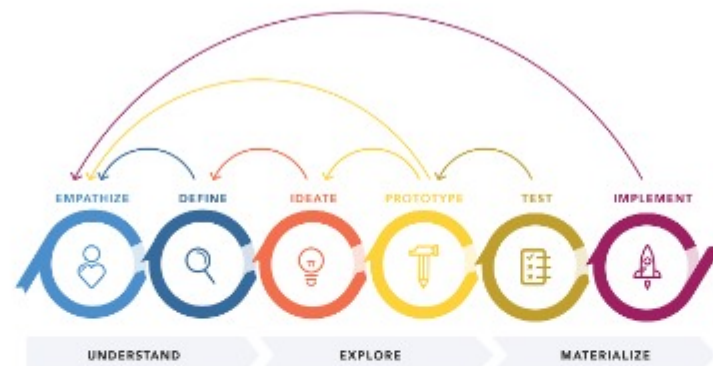 EMPATHIZE DEFINE IDEATE PROTOTYPE TEST IMPLEMENT
UNDERSTAND EXPLORE MATERIALIZE